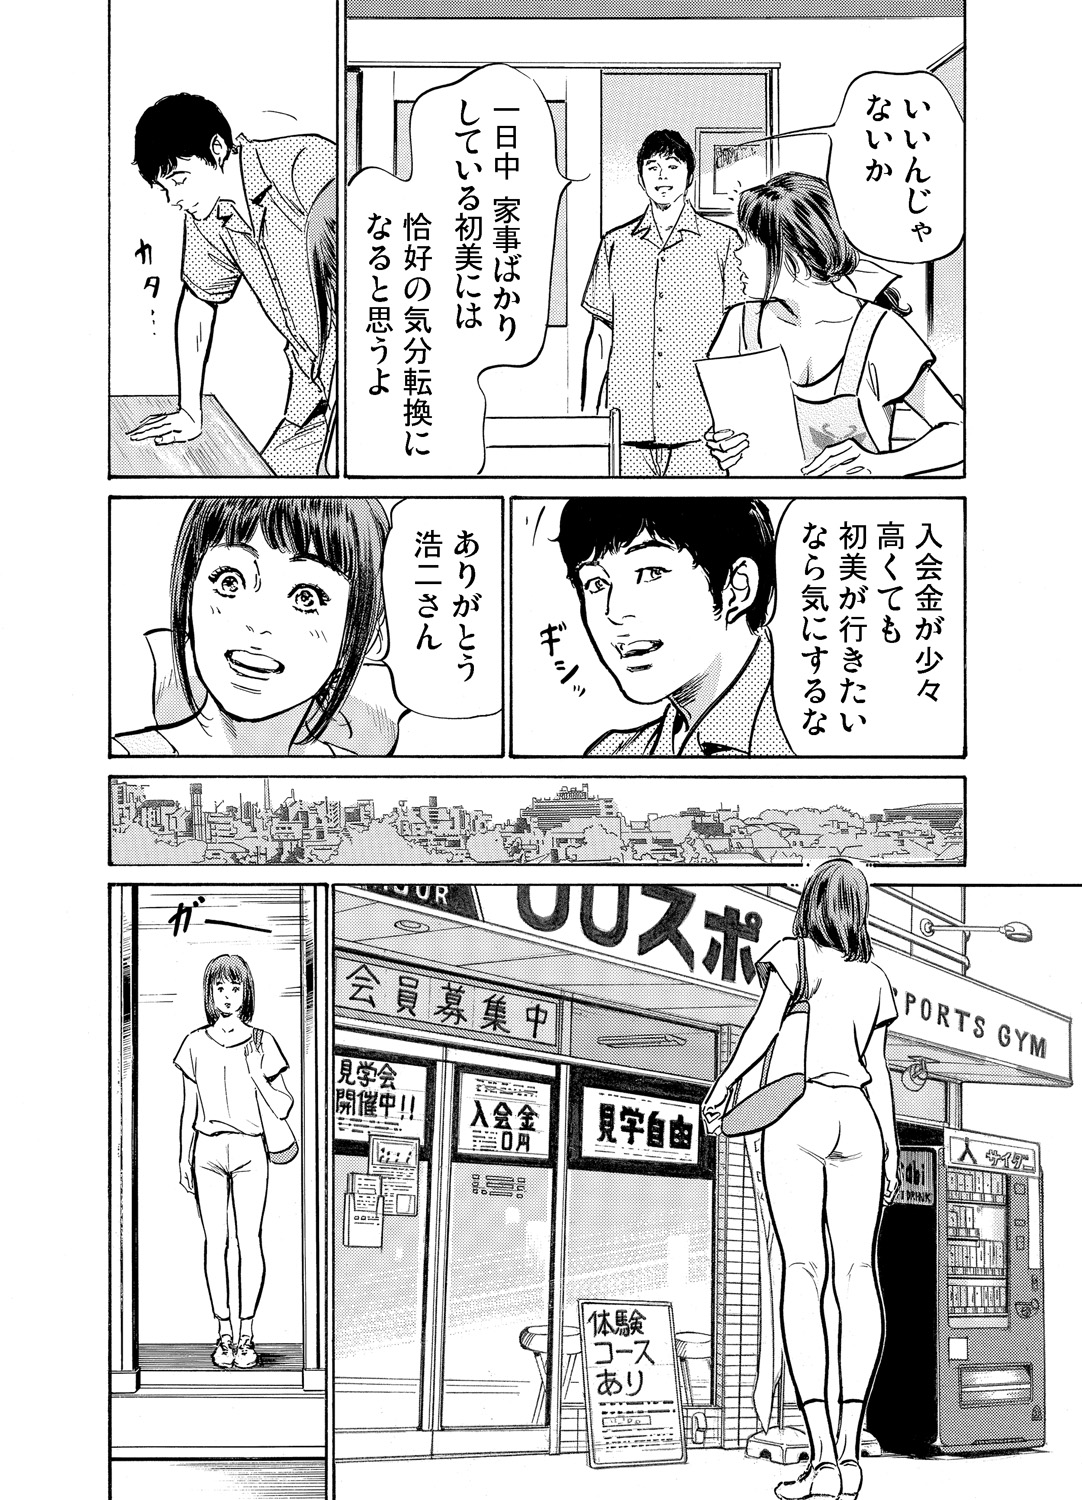 いいんじゃ
ないか
一日中 家事ばかり
している初美には
恰好の気分転換に
なると思うよ
カタ…
入会金が少々
高くても
初美が行きたい
なら気にするな
ギシ…
ありがとう
浩二さん
〇〇スポ
SPORTS GYM
会員募集中
見学会
開催中!!
入会金
0円
見学自由
サイダー
DRINK
体験
コース
あり
ガー